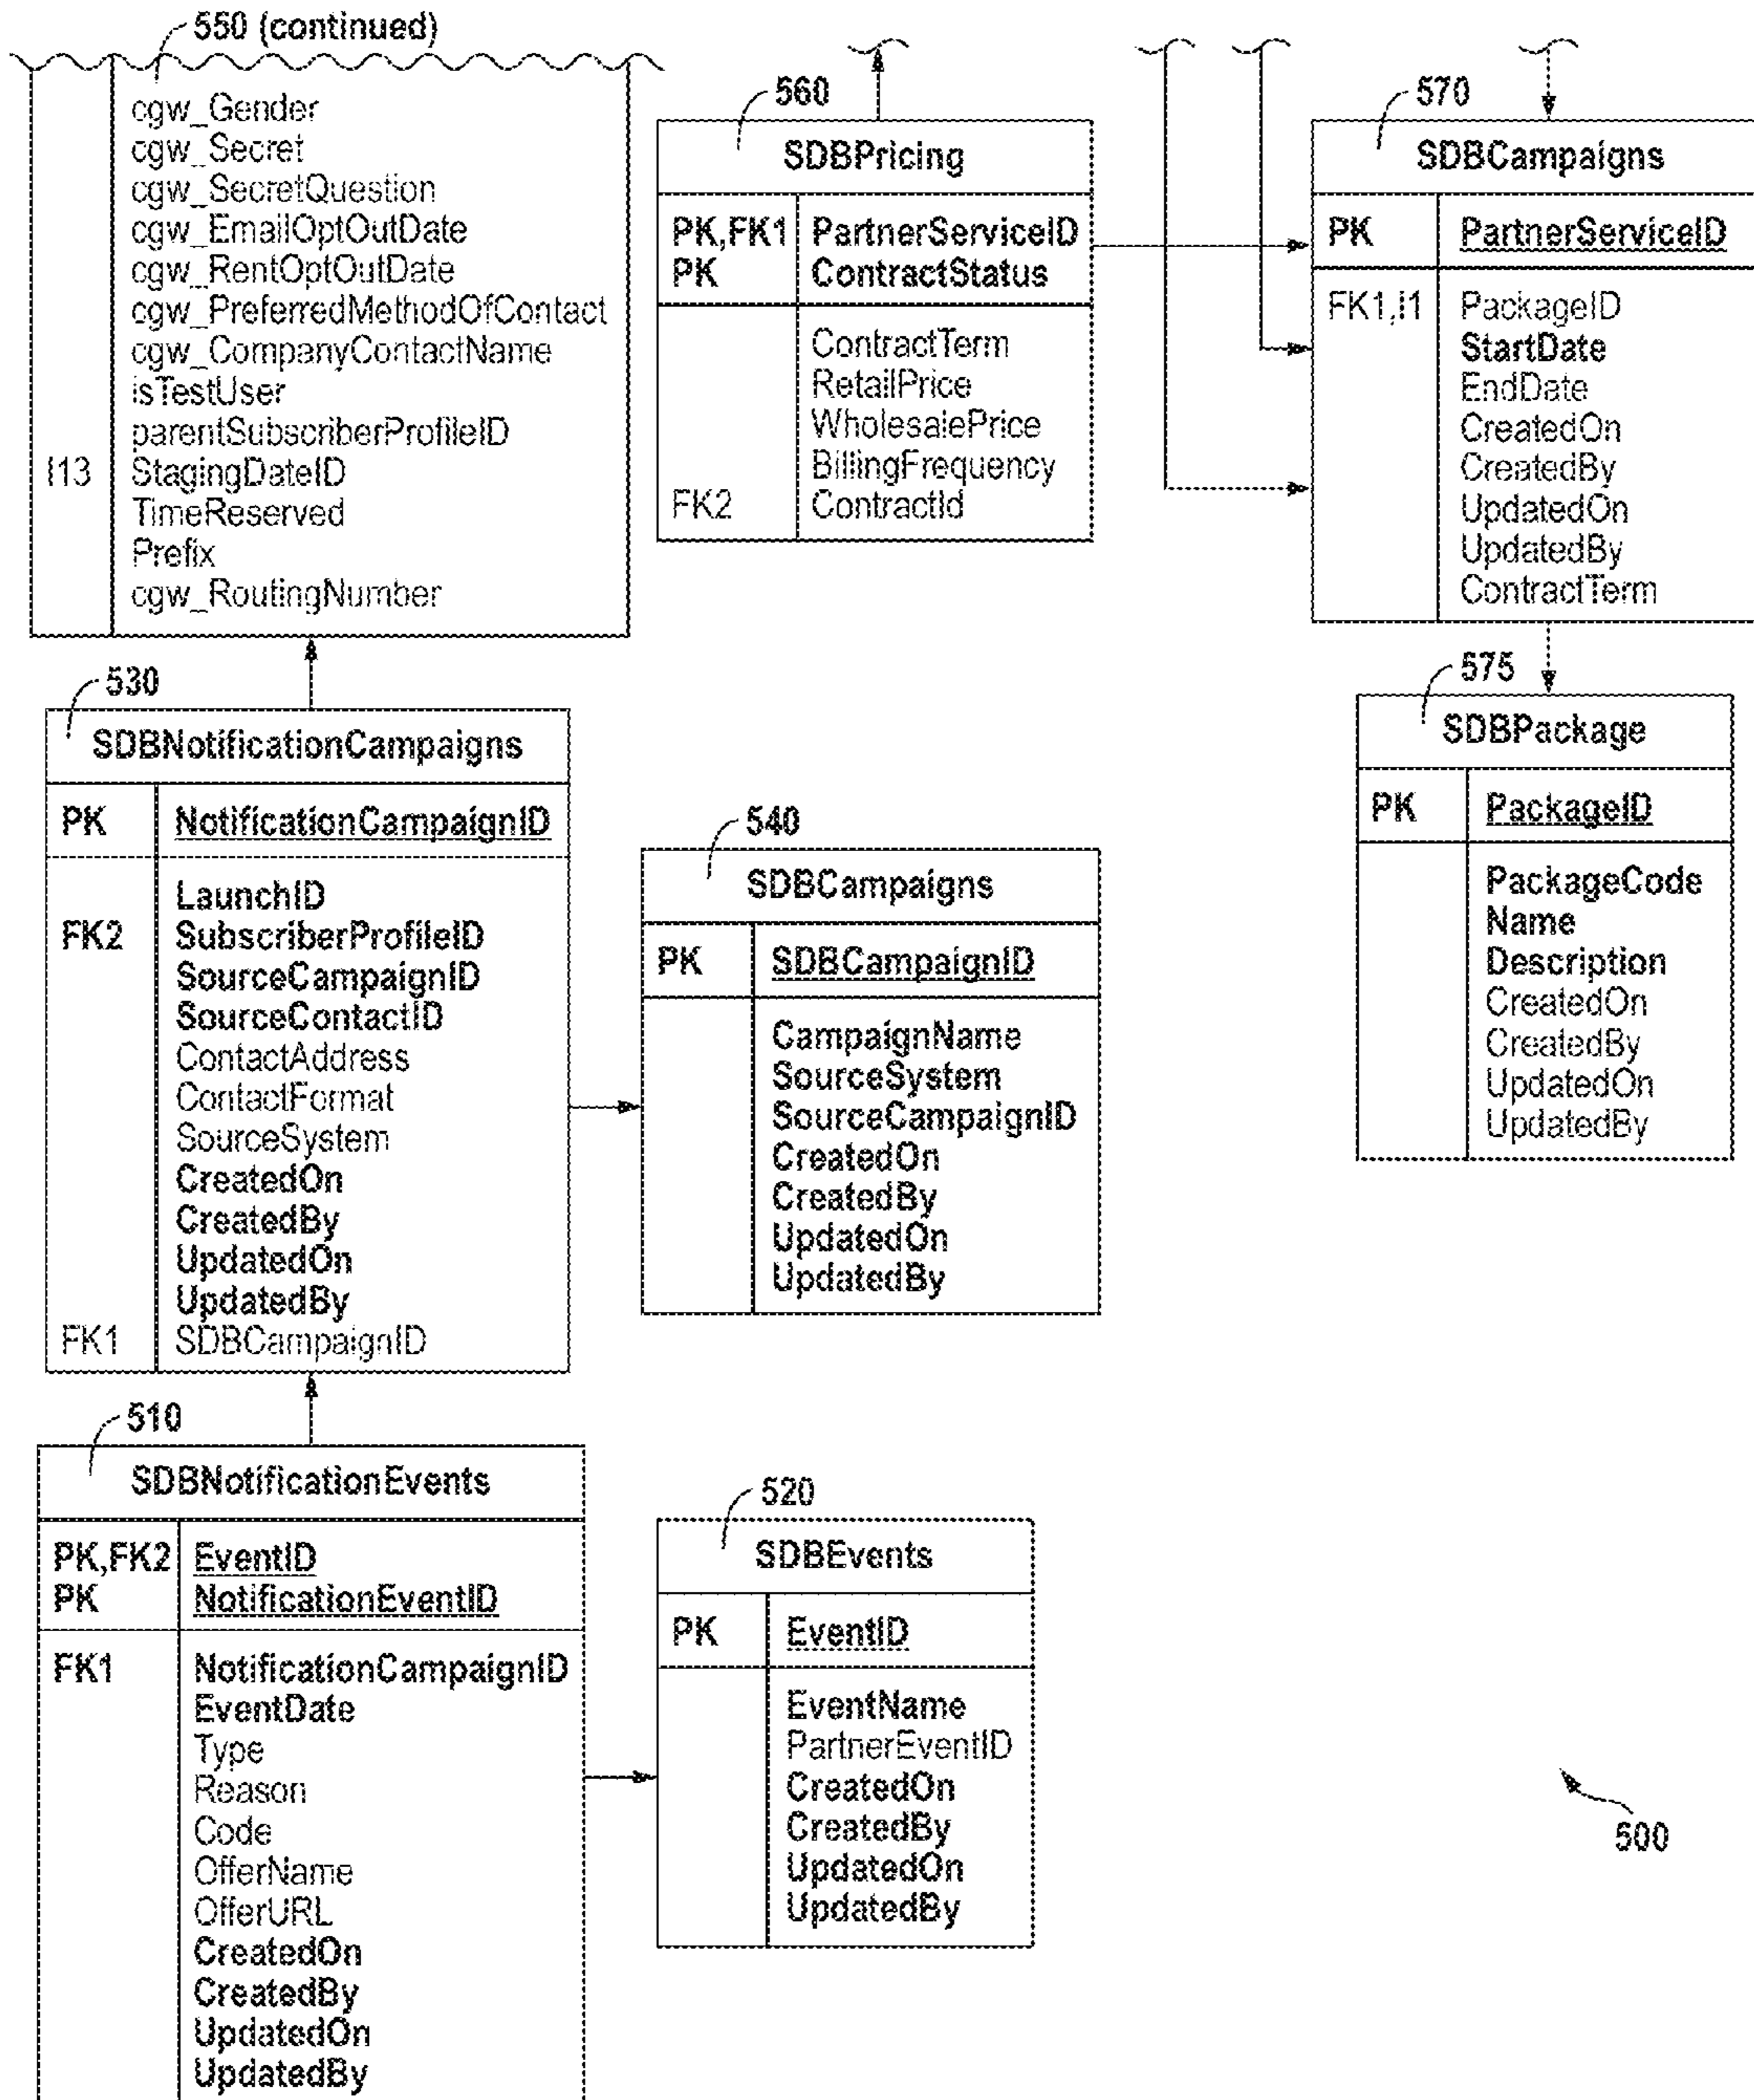 550 (continued)
cgw_Gender
cgw_Secret
cgw_SecretQuestion
cgw_EmailOptOutDate
cgw_RentOptOutDate
cgw_PreferredMethodOfContact
cgw_CompanyContactName
isTestUser
parentSubscriberProfileID
I13 StagingDateID
TimeReserved
Prefix
cgw_RoutingNumber
560
SDBPricing
PK,FK1 PartnerServiceID
PK ContractStatus
ContractTerm
RetailPrice
WholesalePrice
BillingFrequency
FK2 ContractId
570
SDBCampaigns
PK PartnerServiceID
FK1,I1 PackageID
StartDate
EndDate
CreatedOn
CreatedBy
UpdatedOn
UpdatedBy
ContractTerm
575
SDBPackage
PK PackageID
PackageCode
Name
Description
CreatedOn
CreatedBy
UpdatedOn
UpdatedBy
530
SDBNotificationCampaigns
PK NotificationCampaignID
LaunchID
FK2 SubscriberProfileID
SourceCampaignID
SourceContactID
ContactAddress
ContactFormat
SourceSystem
CreatedOn
CreatedBy
UpdatedOn
UpdatedBy
FK1 SDBCampaignID
540
SDBCampaigns
PK SDBCampaignID
CampaignName
SourceSystem
SourceCampaignID
CreatedOn
CreatedBy
UpdatedOn
UpdatedBy
510
SDBNotificationEvents
PK,FK2 EventID
PK NotificationEventID
FK1 NotificationCampaignID
EventDate
Type
Reason
Code
OfferName
OfferURL
CreatedOn
CreatedBy
UpdatedOn
UpdatedBy
520
SDBEvents
PK EventID
EventName
PartnerEventID
CreatedOn
CreatedBy
UpdatedOn
UpdatedBy
500